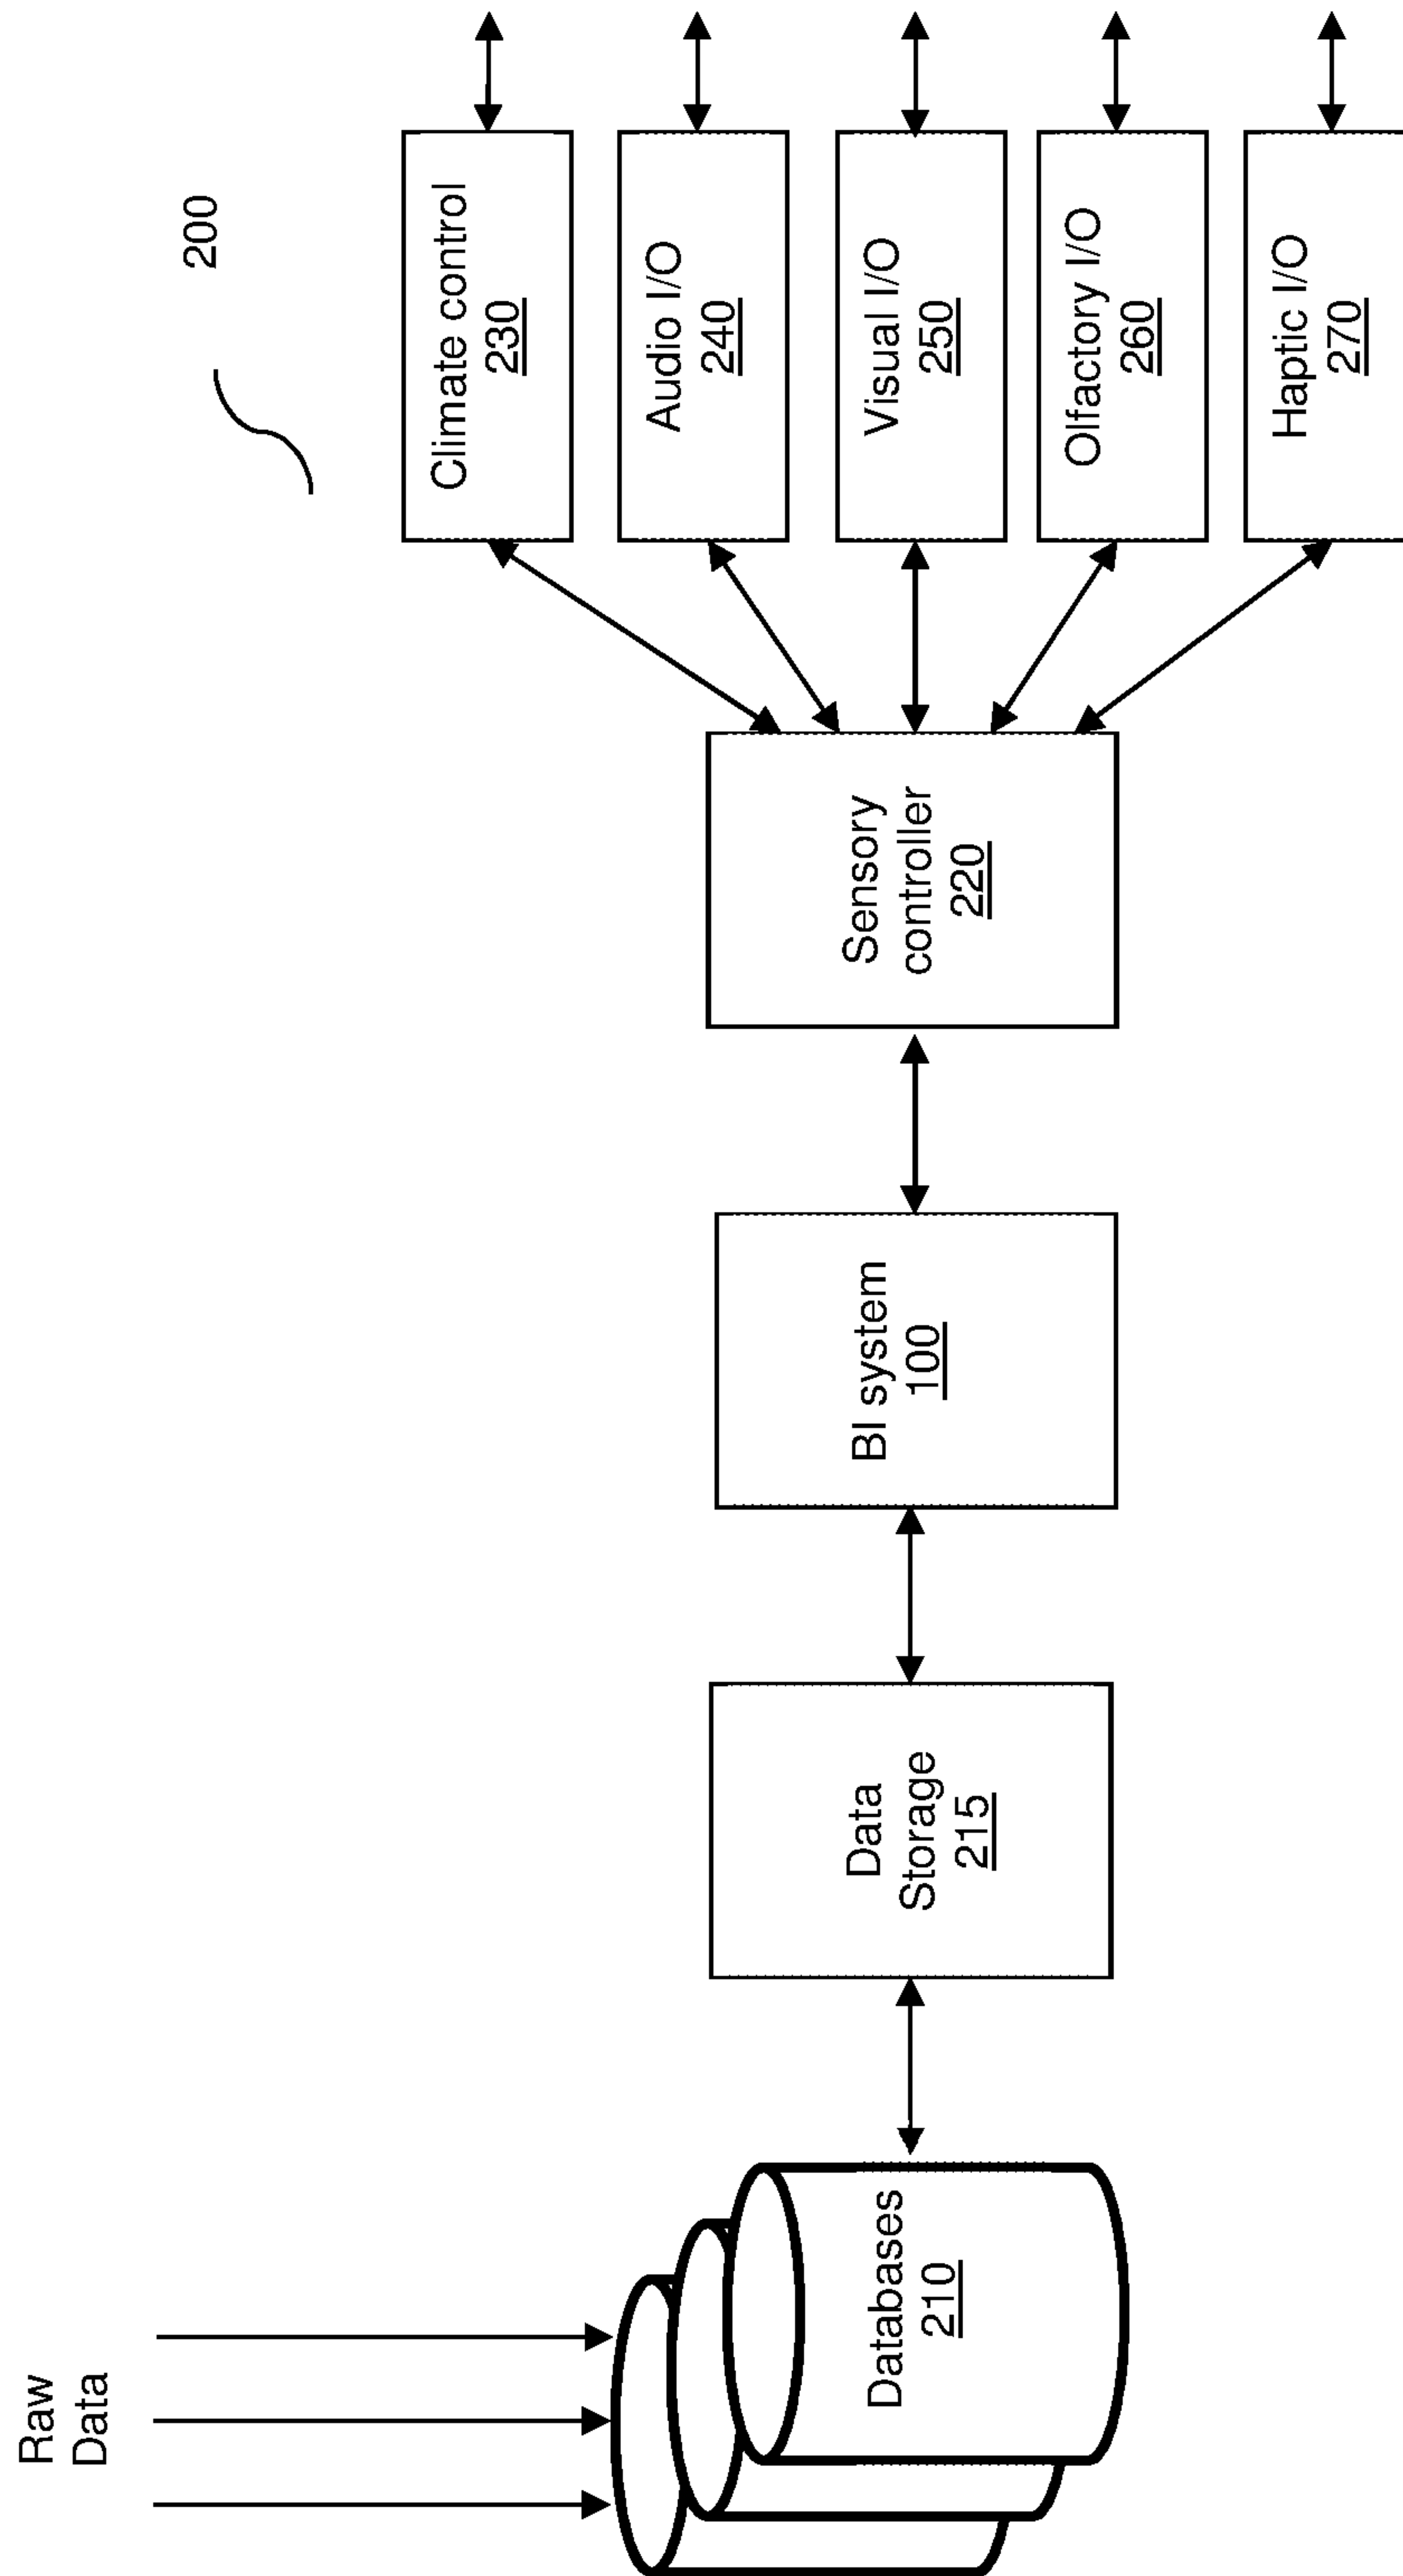 Raw
Data
Databases
210
Data
Storage
215
BI system
100
Sensory
controller
220
200
Climate control
230
Audio I/O
240
Visual I/O
250
Olfactory I/O
260
Haptic I/O
270